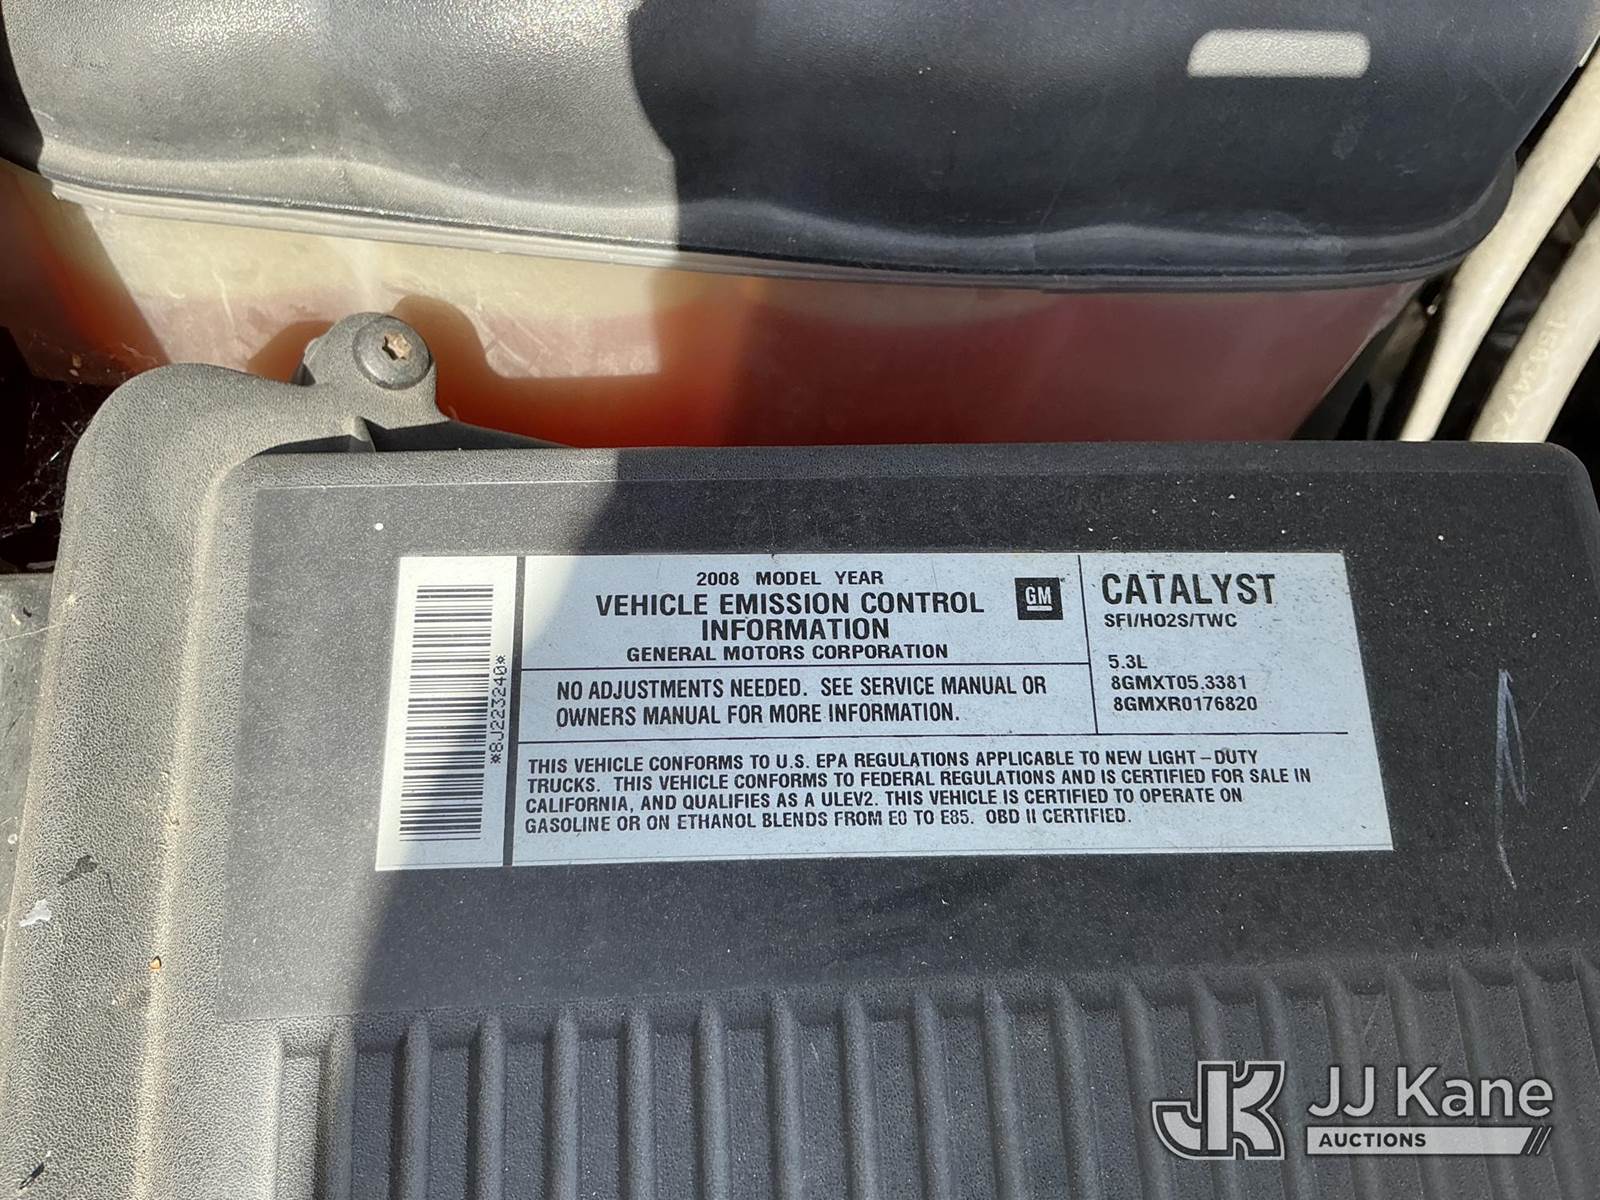 2008 MODEL YEAR
VEHICLE EMISSION CONTROL
INFORMATION
GENERAL MOTORS CORPORATION
GM
NO ADJUSTMENTS NEEDED. SEE SERVICE MANUAL OR
OWNERS MANUAL FOR MORE INFORMATION.
CATALYST
SFI/HO2S/TWC
5.3L
8GMXT05.3381
8GMXR0176820
THIS VEHICLE CONFORMS TO U.S. EPA REGULATIONS APPLICABLE TO NEW LIGHT-DUTY
TRUCKS. THIS VEHICLE CONFORMS TO FEDERAL REGULATIONS AND IS CERTIFIED FOR SALE IN
CALIFORNIA, AND QUALIFIES AS A ULEV2. THIS VEHICLE IS CERTIFIED TO OPERATE ON
GASOLINE OR ON ETHANOL BLENDS FROM E0 TO E85. OBD II CERTIFIED.
*8J223240*
JK JJ Kane
AUCTIONS